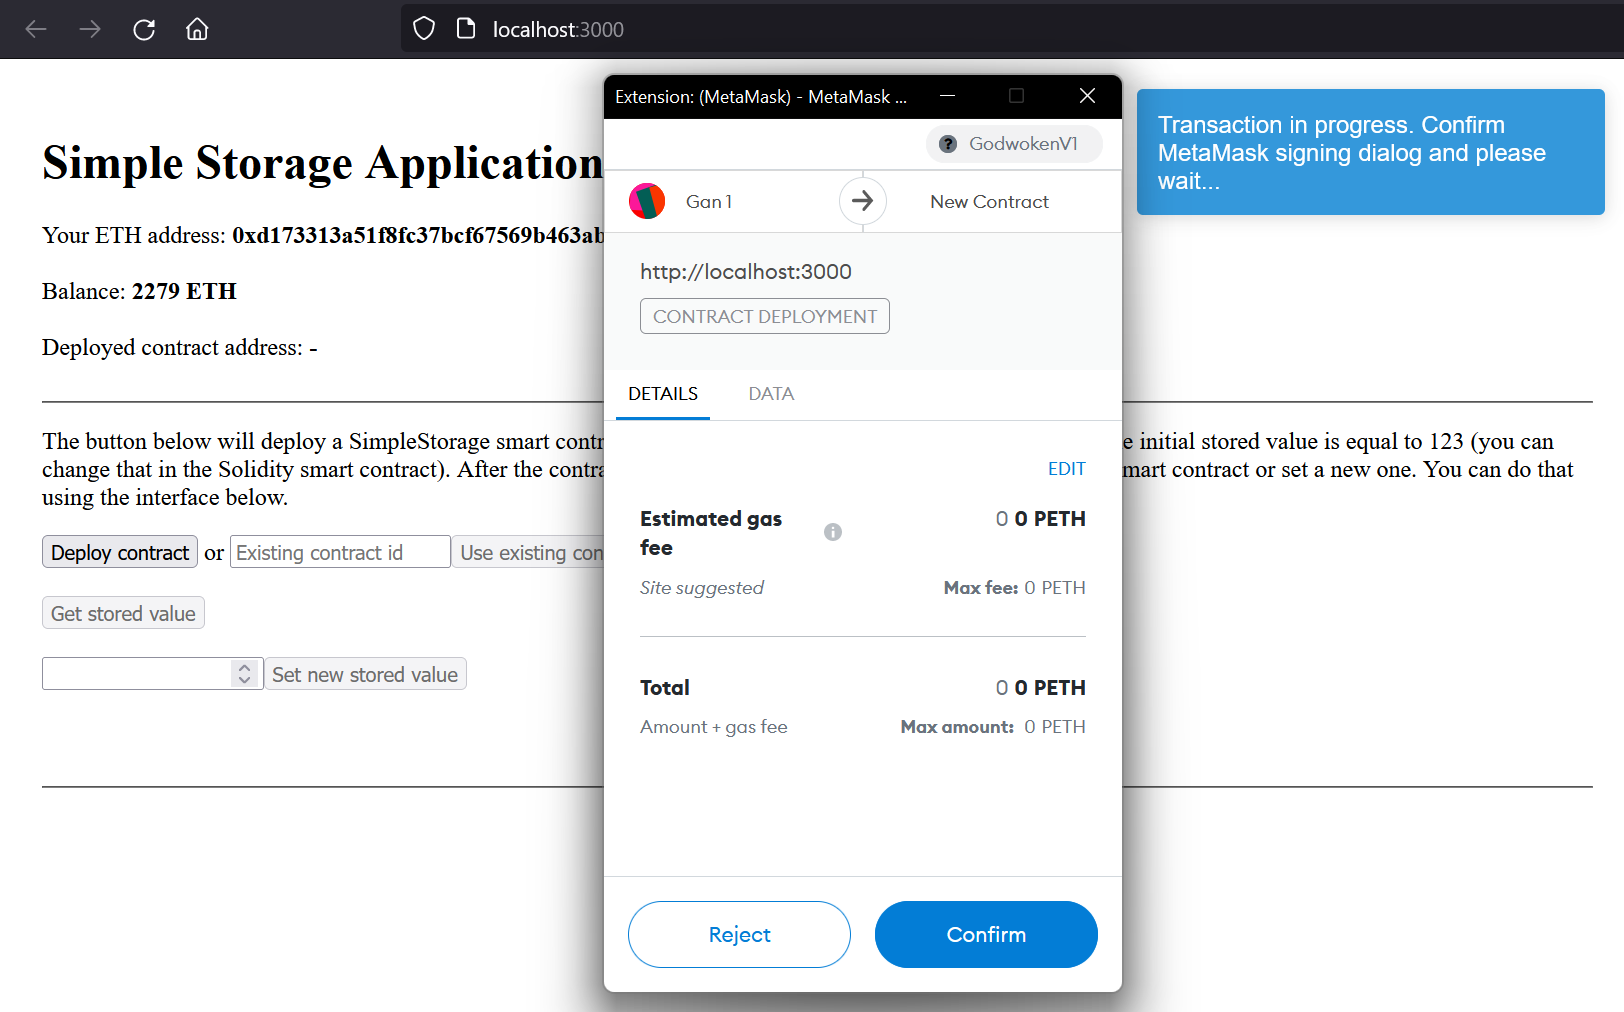 localhost:3000
Extension: (MetaMask) - MetaMask ...
GodwokenV1
Gan 1
New Contract
http://localhost:3000
CONTRACT DEPLOYMENT
DETAILS
DATA
EDIT
Estimated gas
fee
0 0 PETH
Site suggested
Max fee: 0 PETH
Total
0 0 PETH
Amount + gas fee
Max amount: 0 PETH
Reject
Confirm
Transaction in progress. Confirm
MetaMask signing dialog and please
wait...
Simple Storage Application
Your ETH address: 0xd173313a51f8fc37bcf67569b463ab
Balance: 2279 ETH
Deployed contract address: -
The button below will deploy a SimpleStorage smart contr e initial stored value is equal to 123 (you can
change that in the Solidity smart contract). After the contra mart contract or set a new one. You can do that
using the interface below.
Deploy contract or Existing contract id Use existing con
Get stored value
Set new stored value